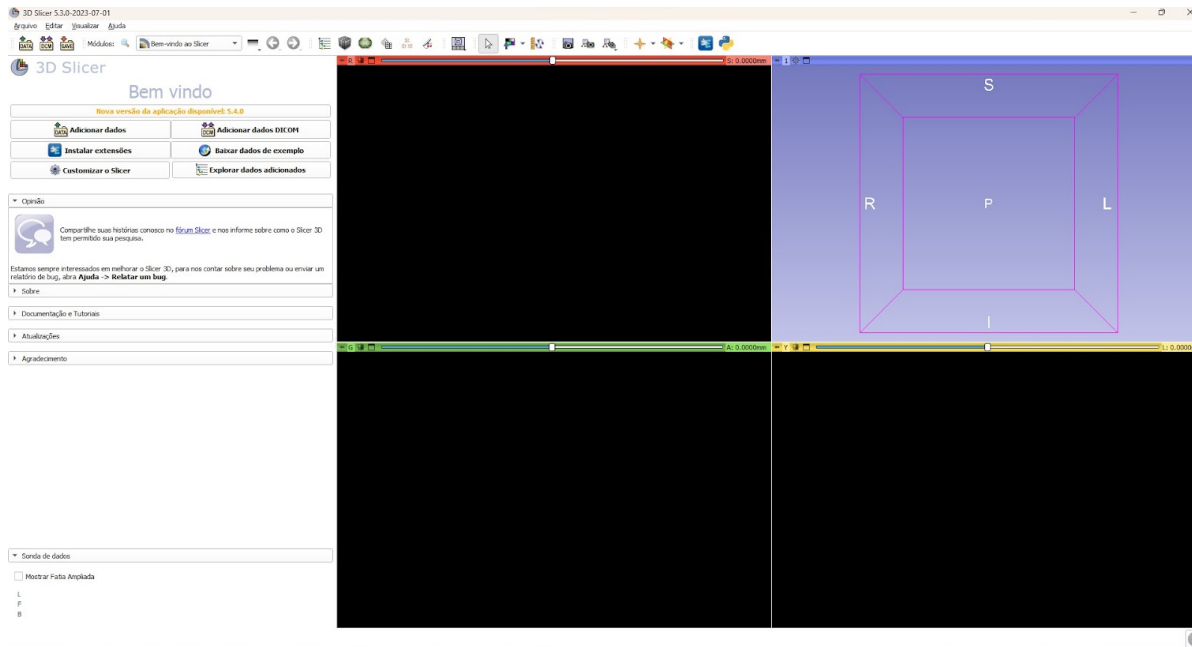 3D Slicer 5.3.0-2023-07-01
Arquivo Editar Visualizar Ajuda
DATA DCM SAVE Módulos: Bem-vindo ao Slicer
3D Slicer
Bem vindo
Nova versão da aplicação disponível: 5.4.0
DATA Adicionar dados DCM Adicionar dados DICOM
Instalar extensões Baixar dados de exemplo
Customizar o Slicer Explorar dados adicionados
Opinião
Compartilhe suas histórias conosco no fórum Slicer e nos informe sobre como o Slicer 3D
tem permitido sua pesquisa.
Estamos sempre interessados em melhorar o Slicer 3D, para nos contar sobre seu problema ou enviar um
relatório de bug, abra Ajuda -> Relatar um bug.
Sobre
Documentação e Tutoriais
Atualizações
Agradecimento
Sonda de dados
Mostrar Fatia Ampliada
L
F
B
R S: 0.0000mm
1
S
R P L
I
G A: 0.0000mm
Y L: 0.0000